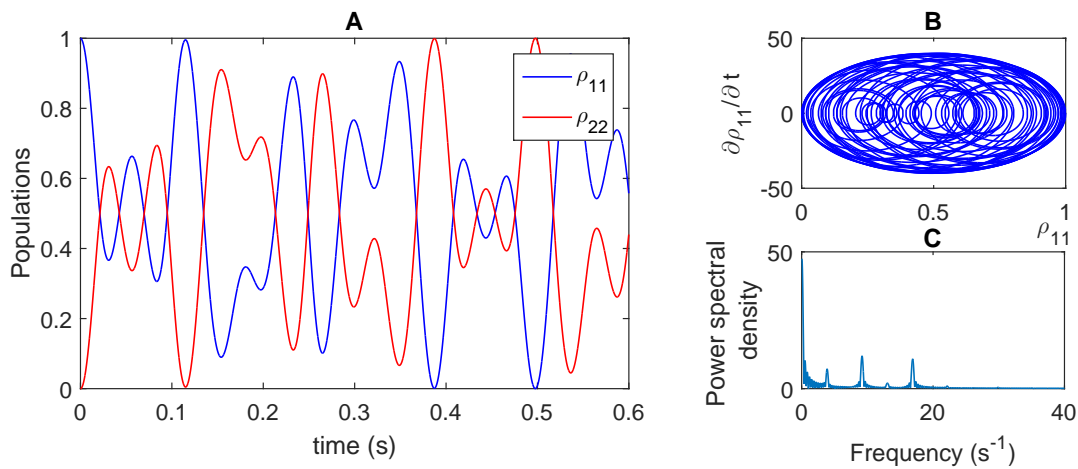 A
1
0.8
0.6
0.4
0.2
0
Populations
0
0.1
0.2
0.3
0.4
0.5
0.6
time (s)
ρ11
ρ22
B
50
0
-50
∂ρ11/∂ t
0
0.5
1
ρ11
C
50
0
Power spectral
density
0
20
40
Frequency (s-1)